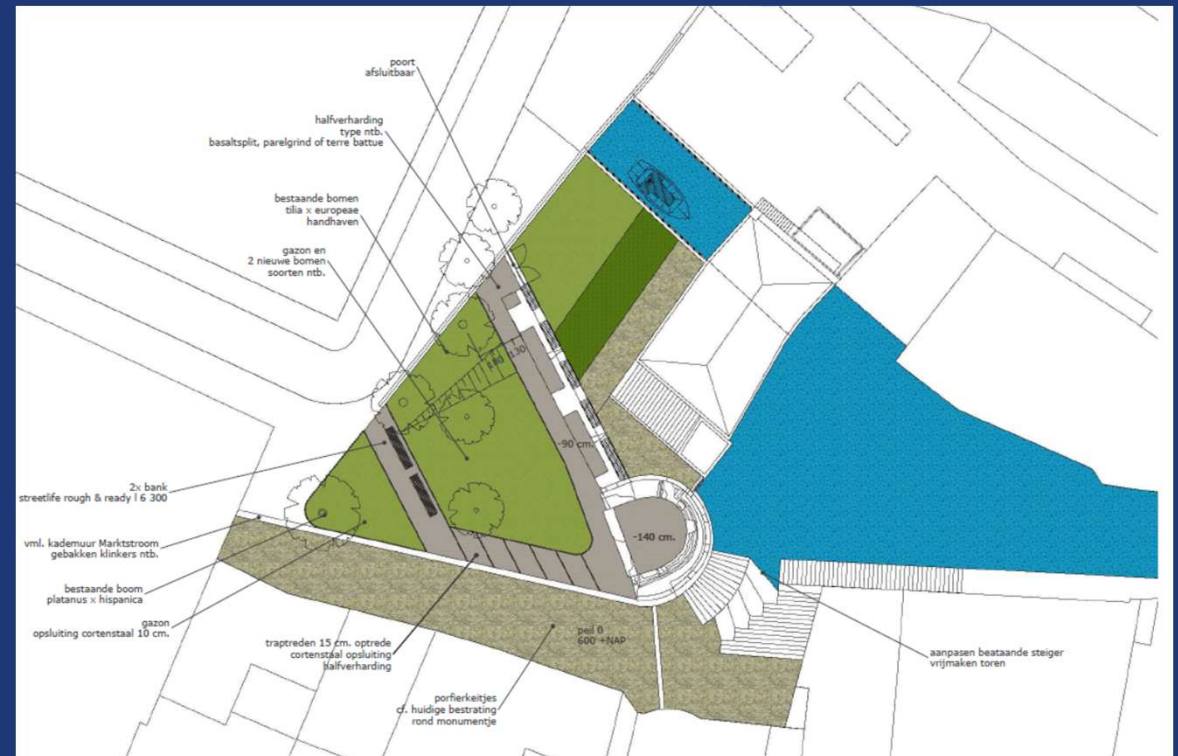 poort
afsluitbaar
halfverharding
type ntb.
basaltsplit, parelgrind of terre battue
bestaande bomen
tilia x europeae
handhaven
gazon en
2 nieuwe bomen
soorten ntb.
130
-90 cm.
2x bank
streetlife rough & ready l 6 300
-140 cm.
vml. kademuur Marktstroom
gebakken klinkers ntb.
bestaande boom
platanus x hispanica
gazon
opsluiting cortenstaal 10 cm.
traptreden 15 cm. optrede
cortenstaal opsluiting
halfverharding
peil 0
600 +NAP
aanpasen beataande steiger
vrijmaken toren
porfierkeitjes
cf. huidige bestrating
rond monumentje